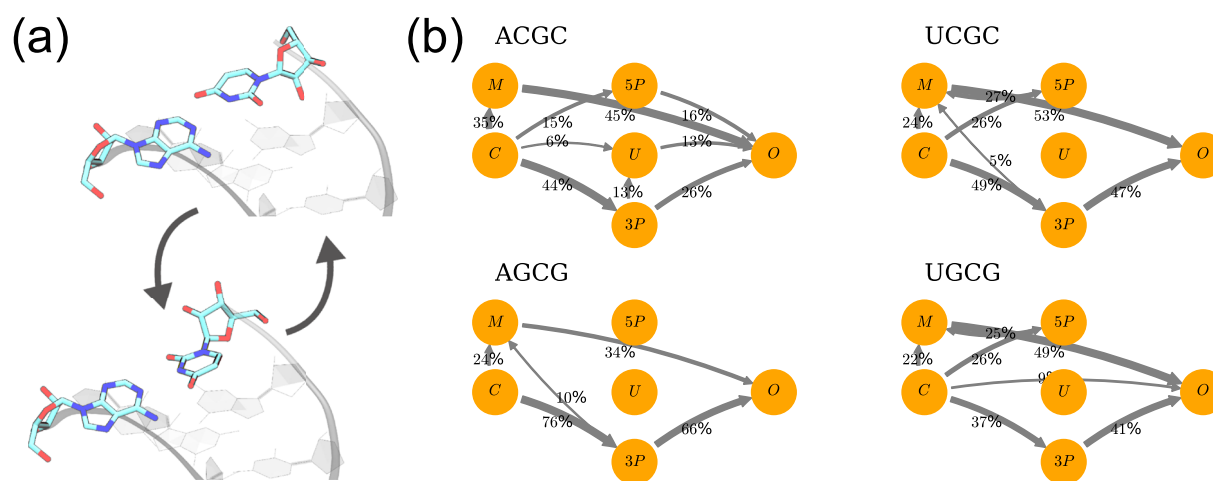 (a)
(b)
ACGC
M
5P
C
U
O
3P
35%
15%
6%
44%
45%
16%
13%
13%
26%
UCGC
M
5P
C
U
O
3P
24%
27%
26%
53%
5%
49%
47%
AGCG
M
5P
C
U
O
3P
24%
34%
10%
76%
66%
UGCG
M
5P
C
U
O
3P
22%
25%
26%
49%
37%
41%